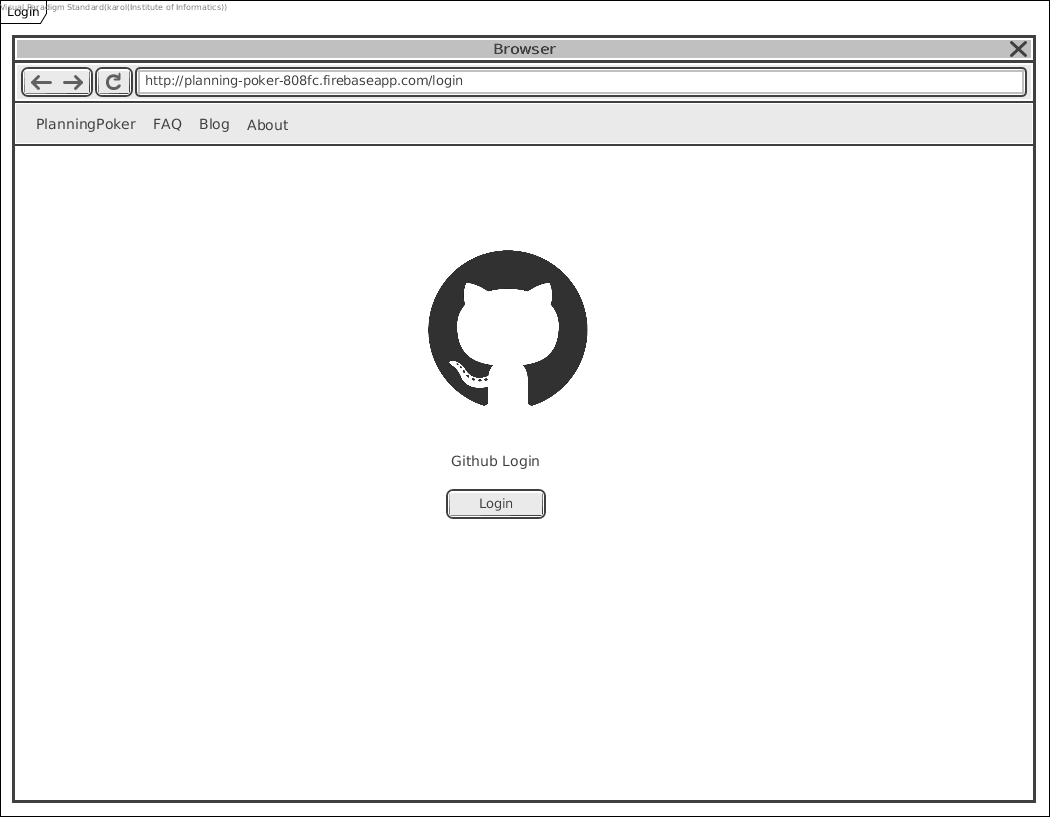 Visual Paradigm Standard(karol(Institute of Informatics))
Login
Browser
http://planning-poker-808fc.firebaseapp.com/login
PlanningPoker FAQ Blog About
Github Login
Login